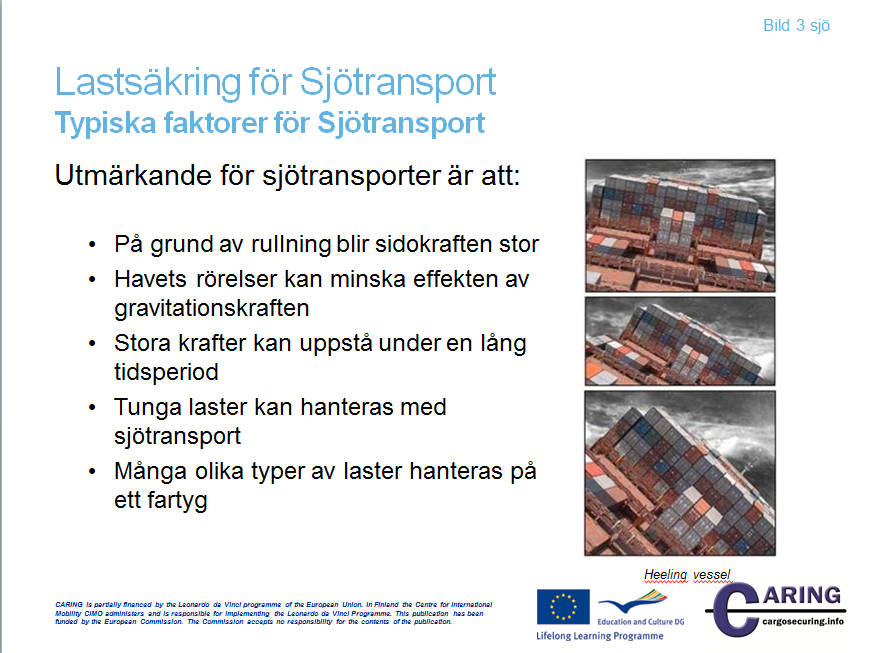 Bild 3 sjö
Lastsäkring för Sjötransport
Typiska faktorer för Sjötransport
Utmärkande för sjötransporter är att:
• På grund av rullning blir sidokraften stor
• Havets rörelser kan minska effekten av
gravitationskraften
• Stora krafter kan uppstå under en lång
tidsperiod
• Tunga laster kan hanteras med
sjötransport
• Många olika typer av laster hanteras på
ett fartyg
Heeling vessel
CARING is partially financed by the Leonardo da Vinci programme of the European Union. In Finland the Centre for International
Mobility CIMO administers and is responsible for implementing the Leonardo da Vinci Programme. This publication has been
funded by the European Commission. The Commission accepts no responsibility for the contents of the publication.
Education and Culture DG
Lifelong Learning Programme
CARING
cargosecuring.info